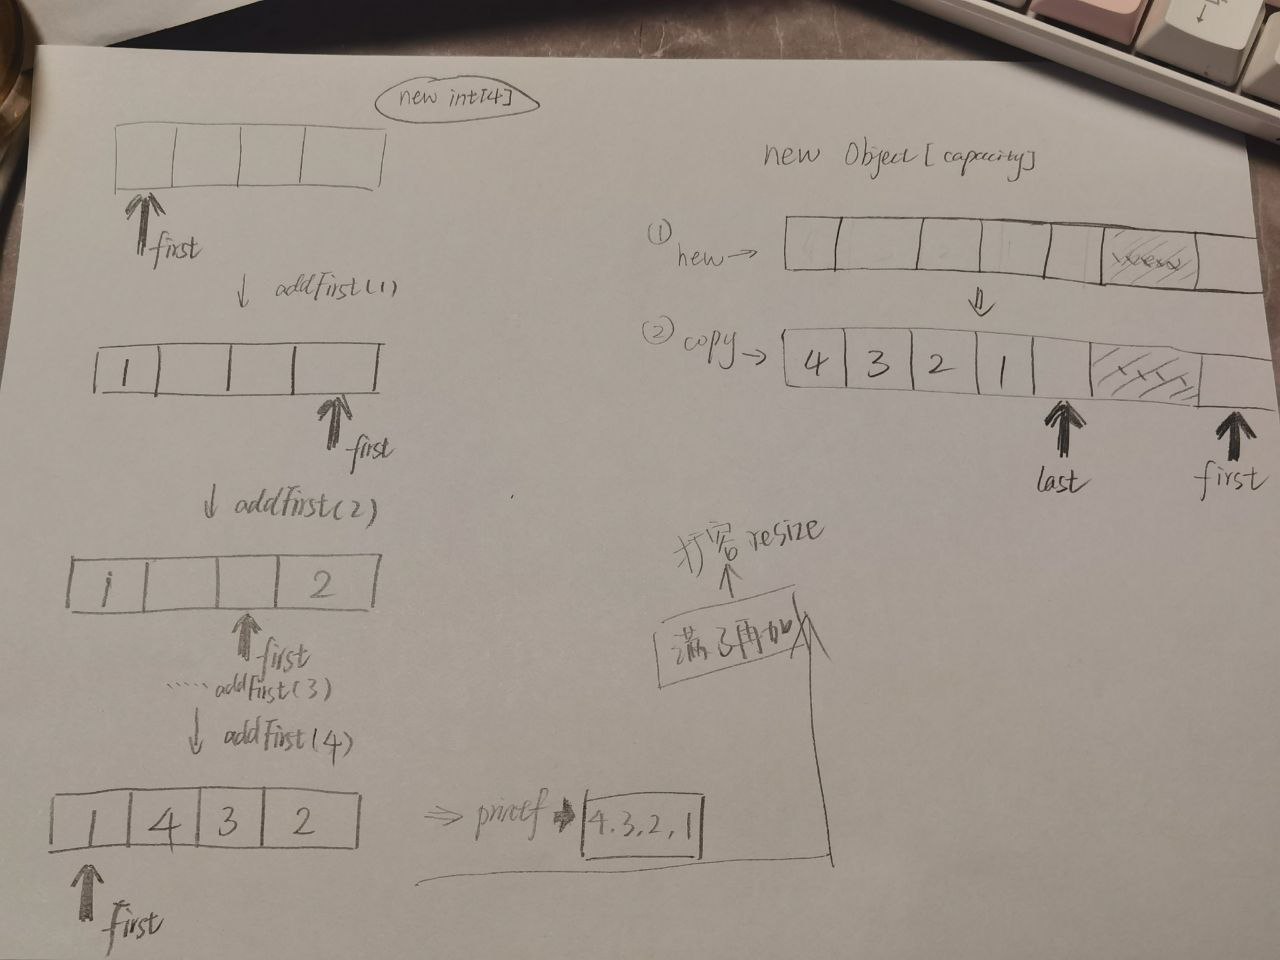 new int[4]
first
↓ addFirst(1)
1
first
↓ addFirst(2)
1 2
first
...... addFirst(3)
↓ addFirst(4)
1 4 3 2
first
⇒ printf → 4.3.2,1
满了再加
扩容 resize
new Object[capacity]
① new →
② copy → 4 3 2 1
last first